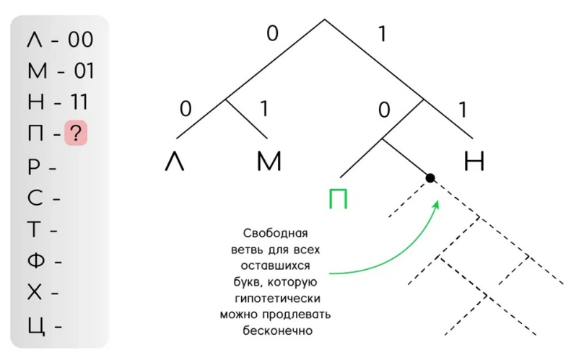 Л - 00
М - 01
Н - 11
П - ?
Р -
С -
Т -
Ф -
Х -
Ц -
0 1
0 1 0 1
Л М Н
П
Свободная
ветвь для всех
оставшихся
букв, которую
гипотетически
можно продлевать
бесконечно